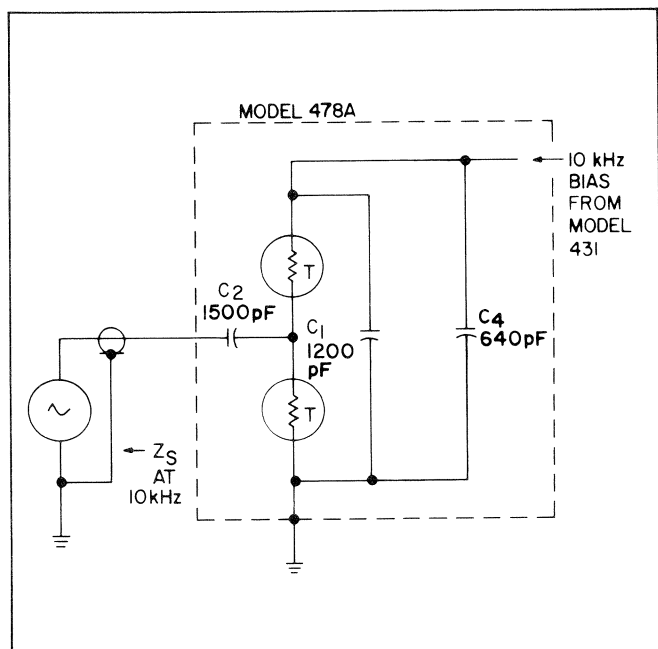 MODEL 478A
10 kHz
BIAS
FROM
MODEL
431
T
C2
1500pF
C1
1200
pF
C4
640pF
T
ZS
AT
10kHz